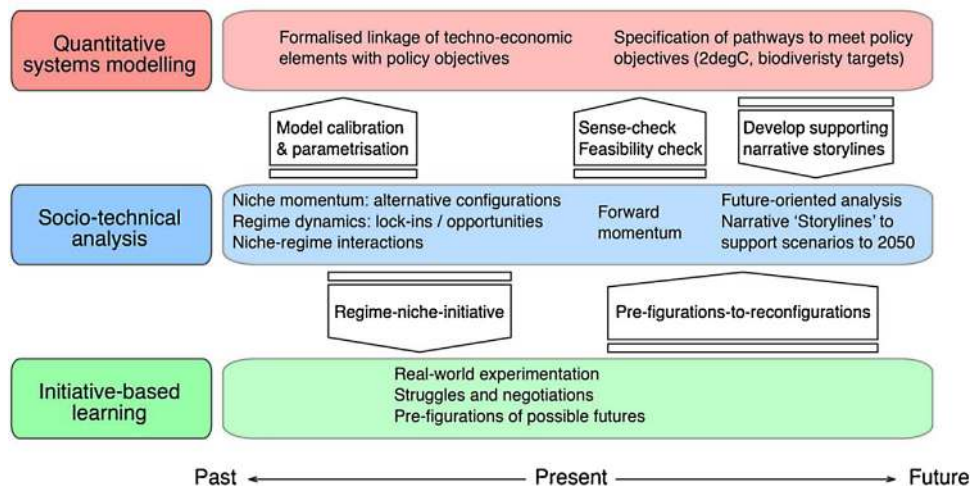 Quantitative
systems modelling
Formalised linkage of techno-economic
elements with policy objectives
Specification of pathways to meet policy
objectives (2degC, biodiveristy targets)
Model calibration
& parametrisation
Sense-check
Feasibility check
Develop supporting
narrative storylines
Socio-technical
analysis
Niche momentum: alternative configurations
Regime dynamics: lock-ins / opportunities
Niche-regime interactions
Forward
momentum
Future-oriented analysis
Narrative ‘Storylines’ to
support scenarios to 2050
Regime-niche-initiative
Pre-figurations-to-reconfigurations
Initiative-based
learning
Real-world experimentation
Struggles and negotiations
Pre-figurations of possible futures
Past
Present
Future